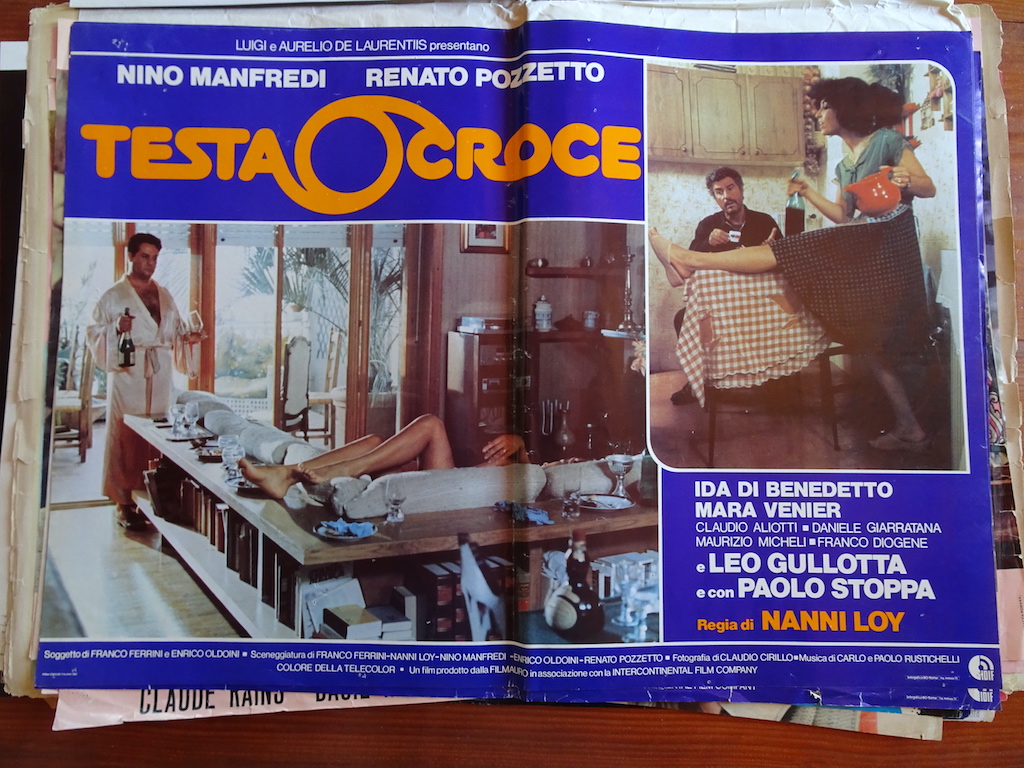 LUIGI e AURELIO DE LAURENTIIS presentano
NINO MANFREDI RENATO POZZETTO
TESTA O CROCE
IDA DI BENEDETTO
MARA VENIER
CLAUDIO ALIOTTI ■ DANIELE GIARRATANA
MAURIZIO MICHELI ■ FRANCO DIOGENE
e LEO GULLOTTA
e con PAOLO STOPPA
Regia di NANNI LOY
Soggetto di FRANCO FERRINI e ENRICO OLDOINI ■ Sceneggiatura di FRANCO FERRINI-NANNI LOY-NINO MANFREDI-ENRICO OLDOINI-RENATO POZZETTO ■ Fotografia di CLAUDIO CIRILLO ■ Musica di CARLO e PAOLO RUSTICHELLI
COLORE DELLA TELECOLOR ■ Un film prodotto dalla FILMAURO in associazione con la INTERCONTINENTAL FILM COMPANY
FILM COMPANY
CLAUDE RAINS